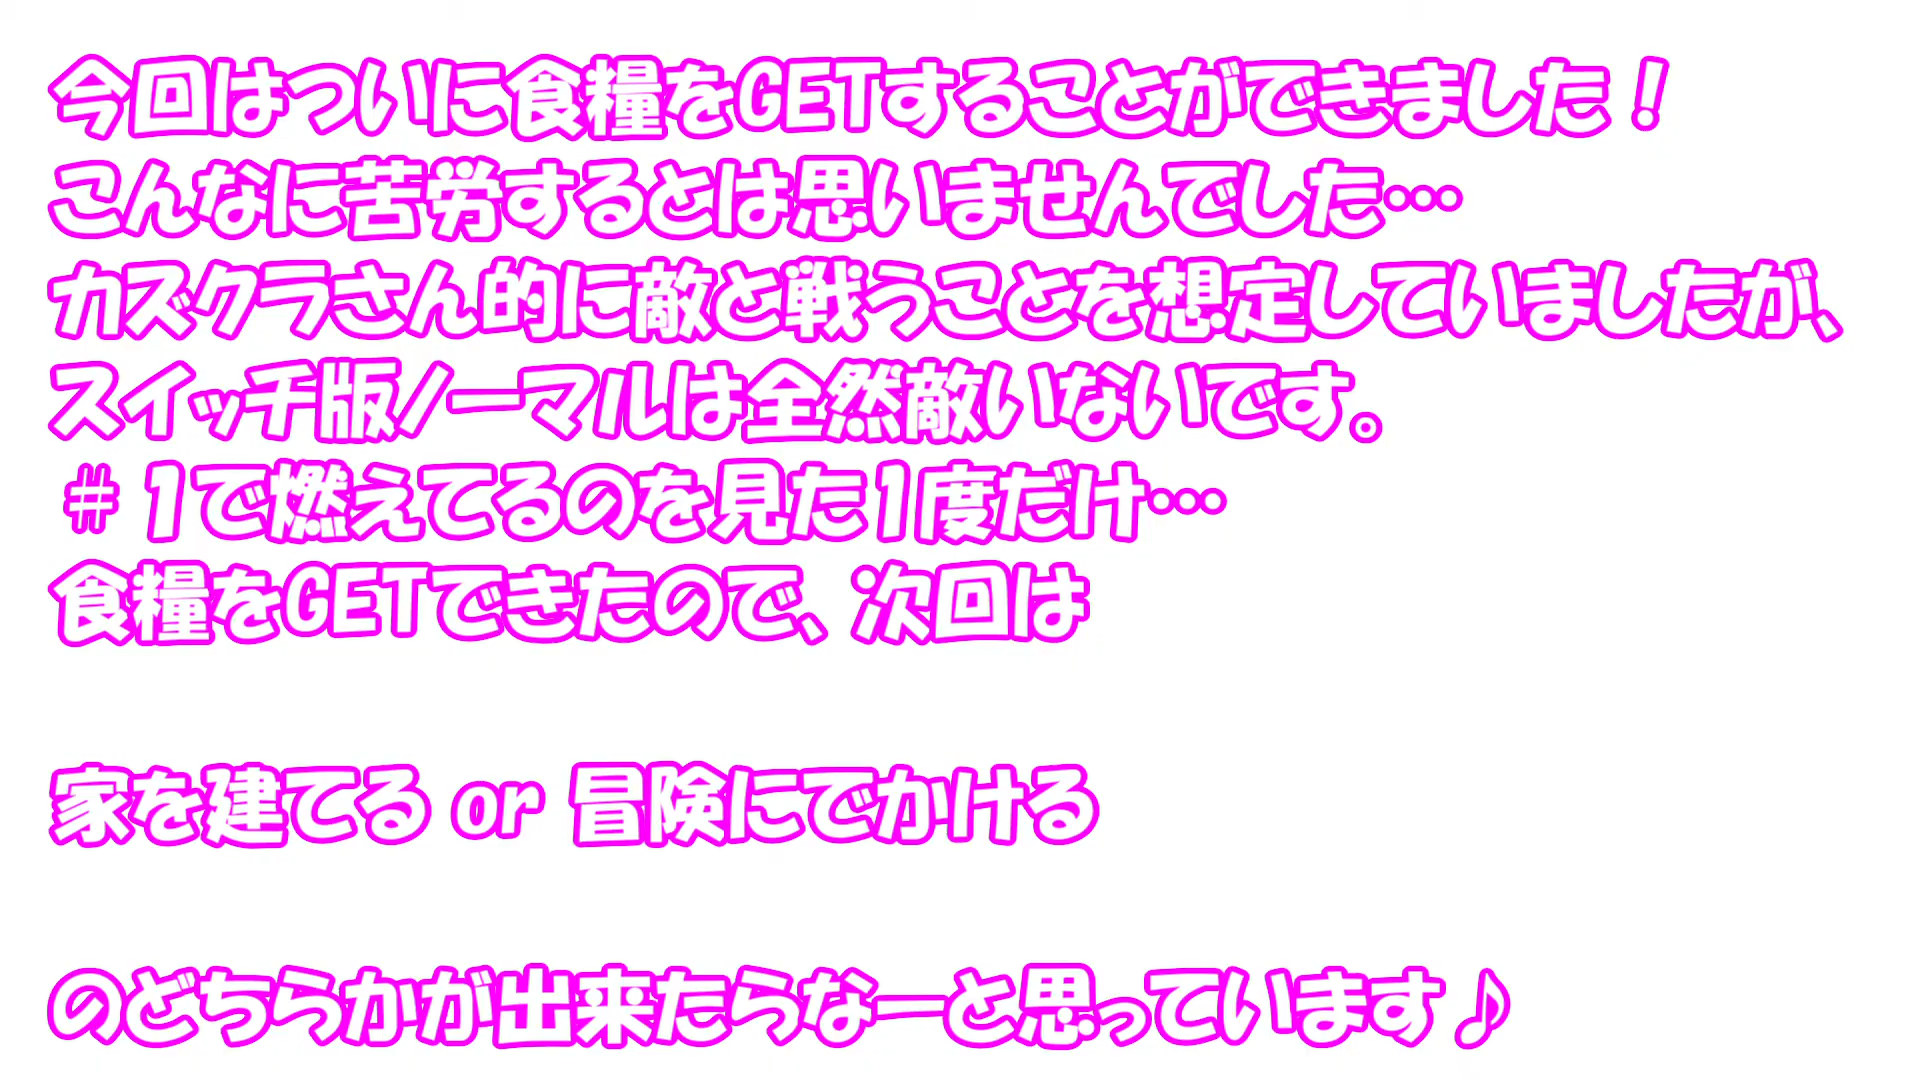 今回はついに食糧をGETすることができました！
こんなに苦労するとは思いませんでした…
カズクラさん的に敵と戦うことを想定していましたが、
スイッチ版ノーマルは全然敵いないです。
＃1で燃えてるのを見た1度だけ…
食糧をGETできたので、次回は
家を建てる or 冒険にでかける
のどちらかが出来たらなーと思っています♪